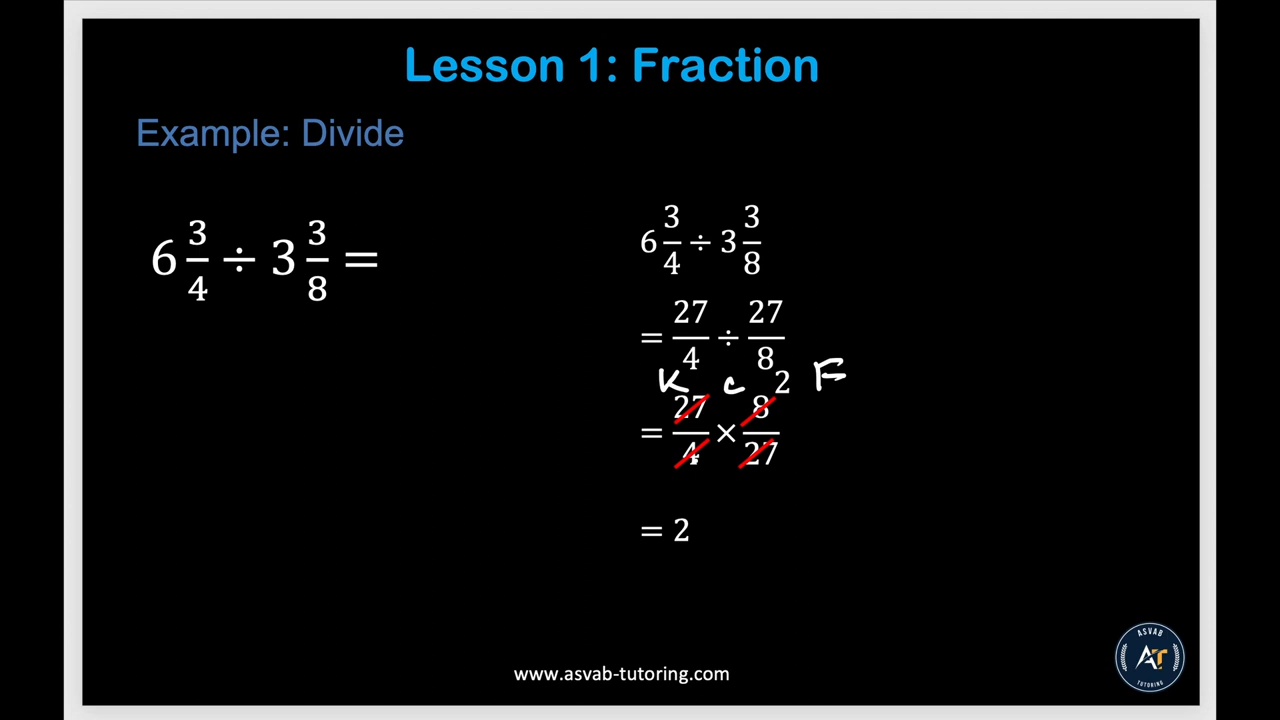 Lesson 1: Fraction
Example: Divide
6 3/4 ÷ 3 3/8 =
6 3/4 ÷ 3 3/8
= 27/4 ÷ 27/8
K C 2 F
= 27/4 × 8/27
= 2
www.asvab-tutoring.com
ASVAB
AT
TUTORING